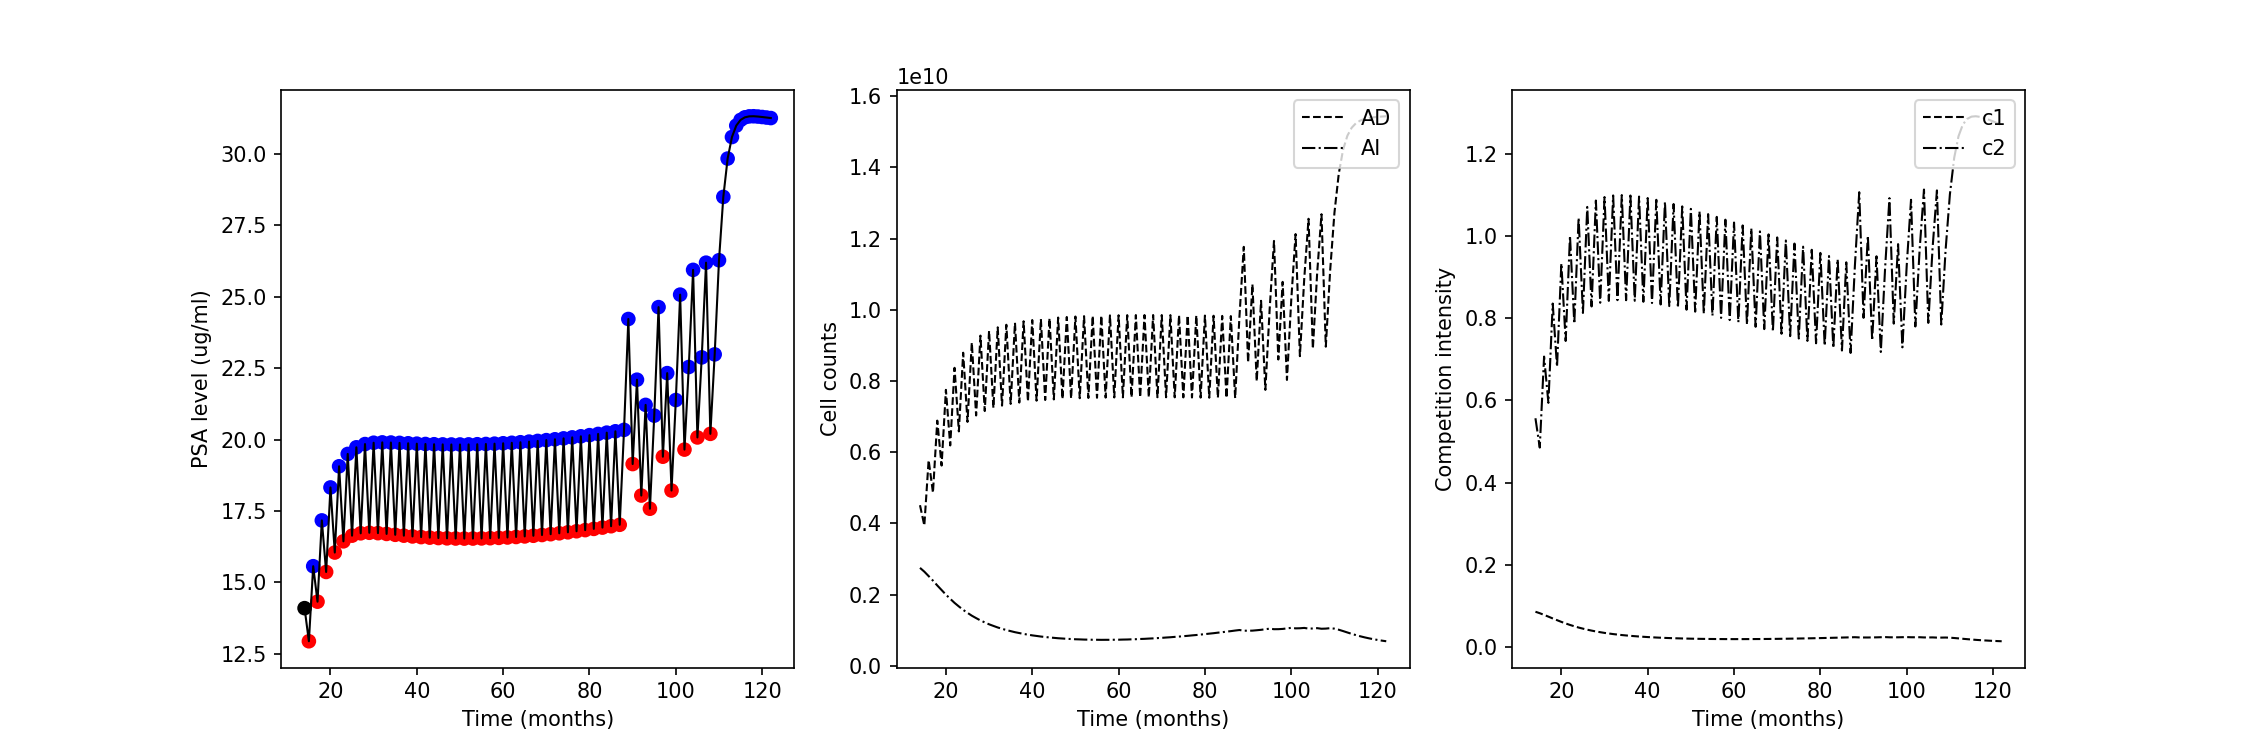 PSA level (ug/ml)
30.0
27.5
25.0
22.5
20.0
17.5
15.0
12.5
20 40 60 80 100 120
Time (months)
1e10
Cell counts
1.6
1.4
1.2
1.0
0.8
0.6
0.4
0.2
0.0
AD
AI
20 40 60 80 100 120
Time (months)
Competition intensity
1.2
1.0
0.8
0.6
0.4
0.2
0.0
c1
c2
20 40 60 80 100 120
Time (months)